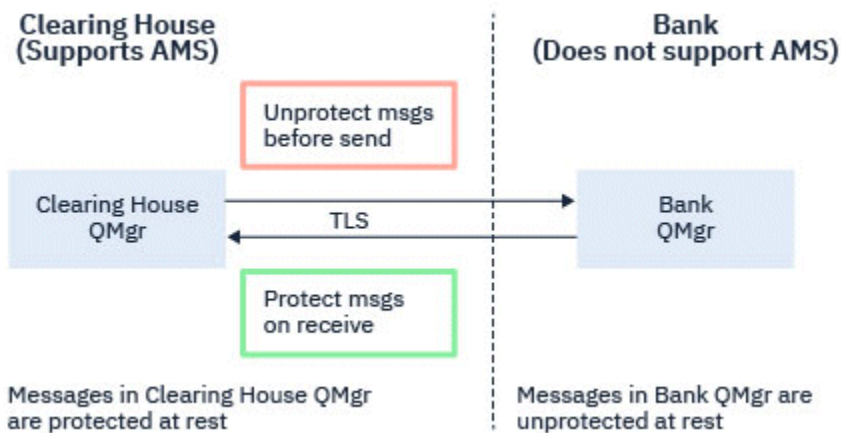 Clearing House
(Supports AMS)
Bank
(Does not support AMS)
Unprotect msgs
before send
Clearing House
QMgr
TLS
Bank
QMgr
Protect msgs
on receive
Messages in Clearing House QMgr
are protected at rest
Messages in Bank QMgr are
unprotected at rest